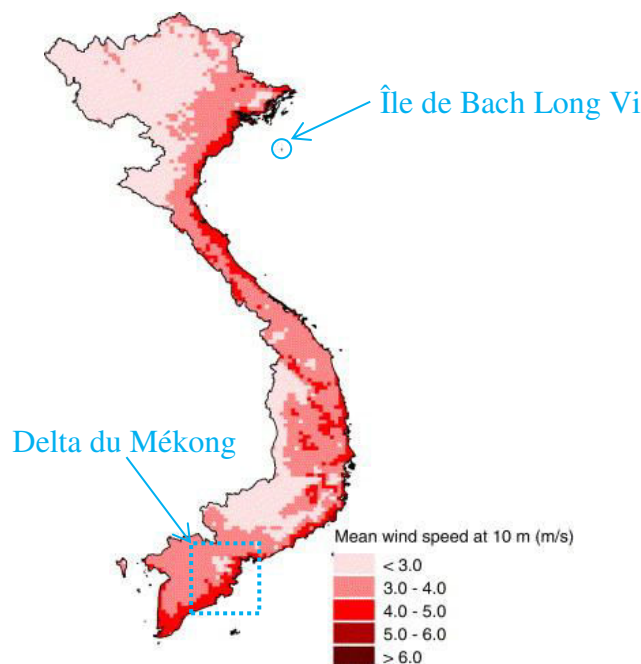 Île de Bach Long Vi
Delta du Mékong
Mean wind speed at 10 m (m/s)
< 3.0
3.0 - 4.0
4.0 - 5.0
5.0 - 6.0
> 6.0